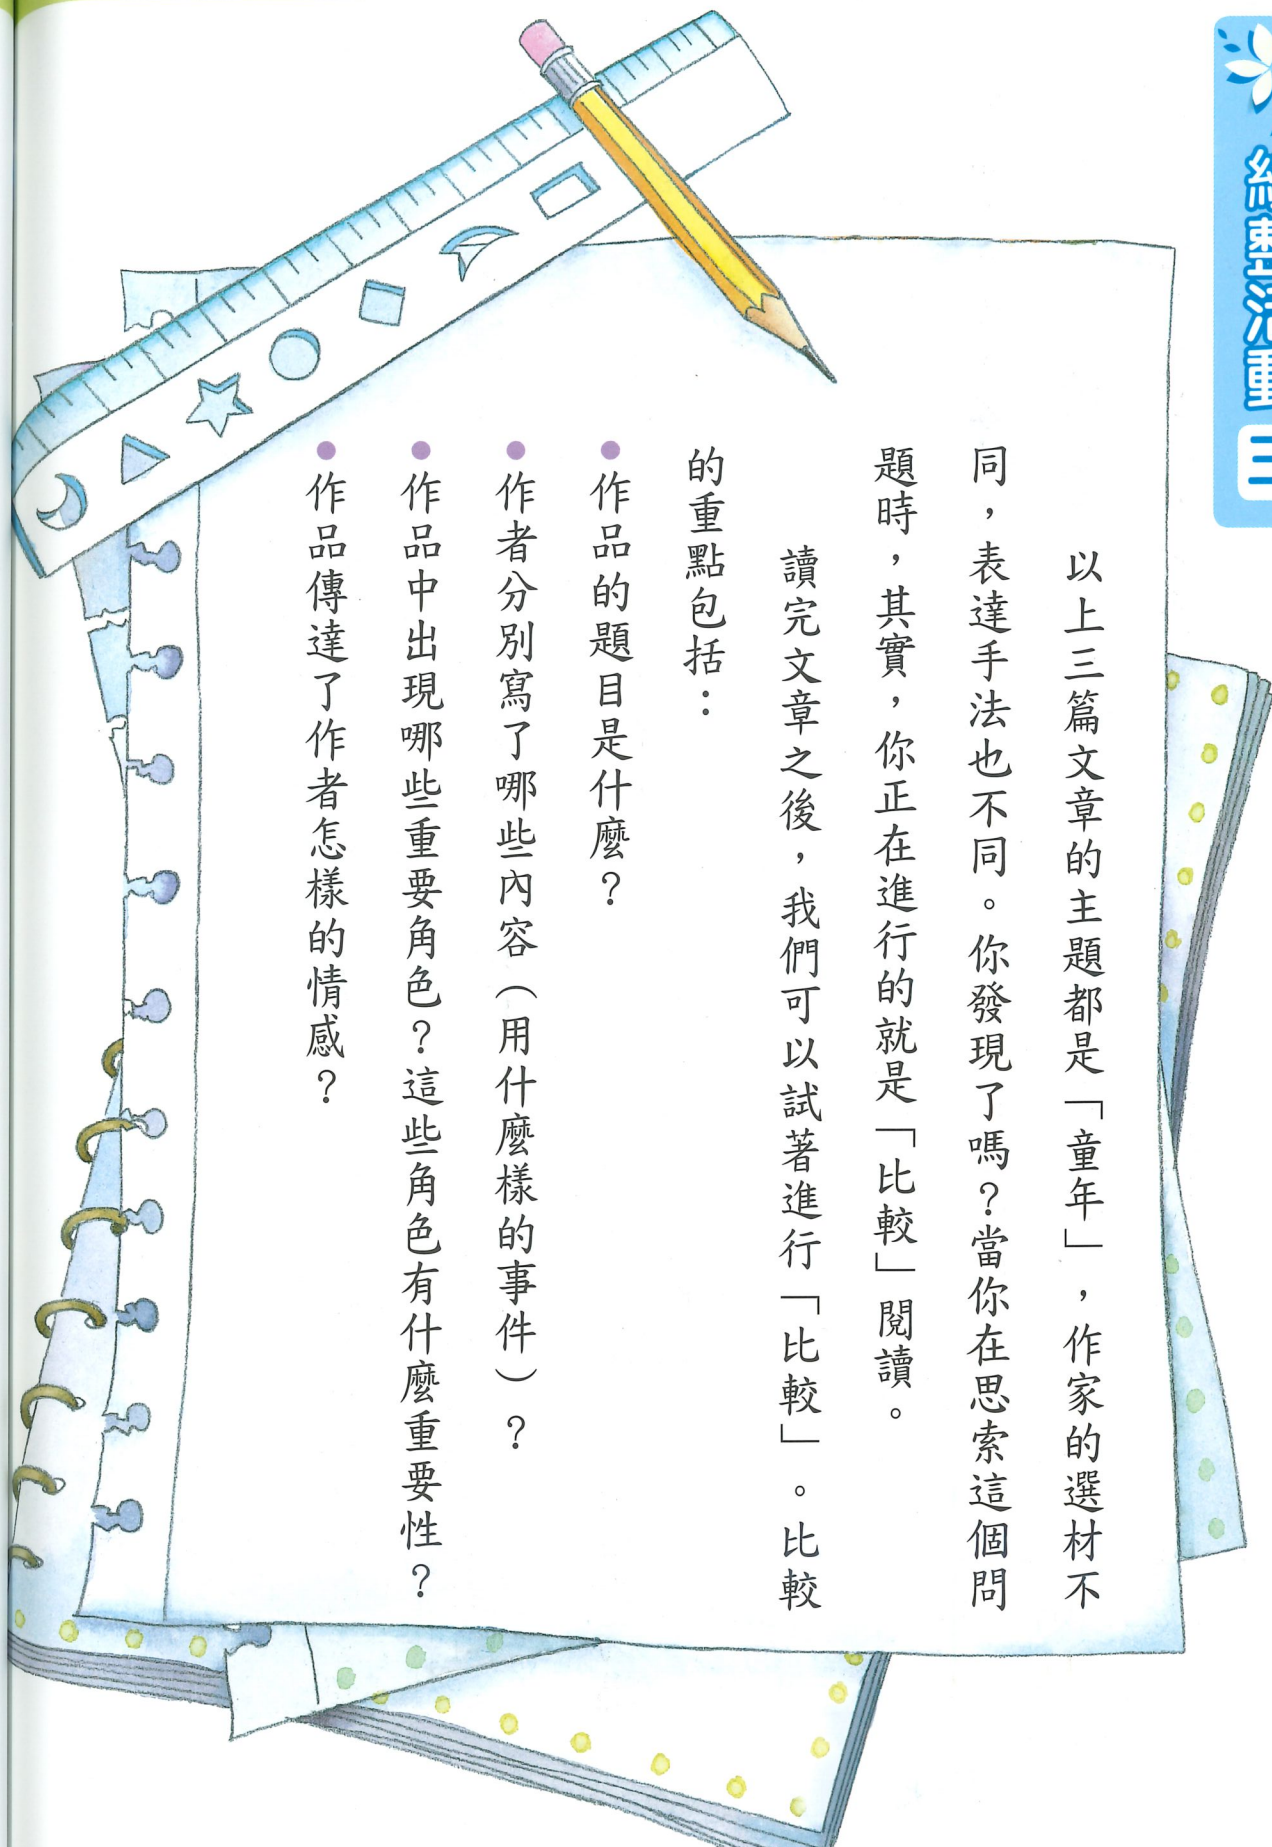 統整活動
以上三篇文章的主題都是「童年」，作家的選材不
同，表達手法也不同。你發現了嗎？當你在思索這個問
題時，其實，你正在進行的就是「比較」閱讀。
讀完文章之後，我們可以試著進行「比較」。比較
的重點包括：
●作品的題目是什麼？
●作者分別寫了哪些內容（用什麼樣的事件）？
●作品中出現哪些重要角色？這些角色有什麼重要性？
●作品傳達了作者怎樣的情感？